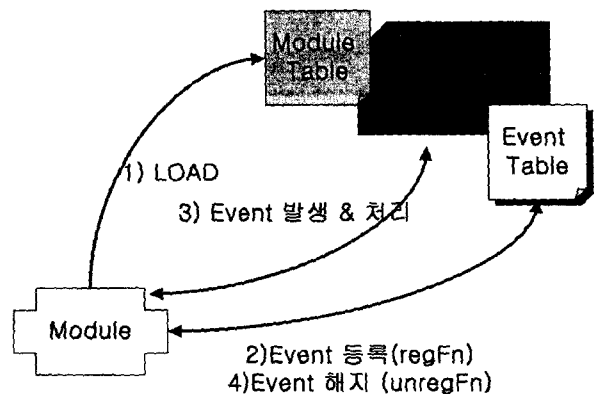 Module
Table
Event
Table
1) LOAD
3) Event 발생 & 처리
Module
2)Event 등록(regFn)
4)Event 해지 (unregFn)